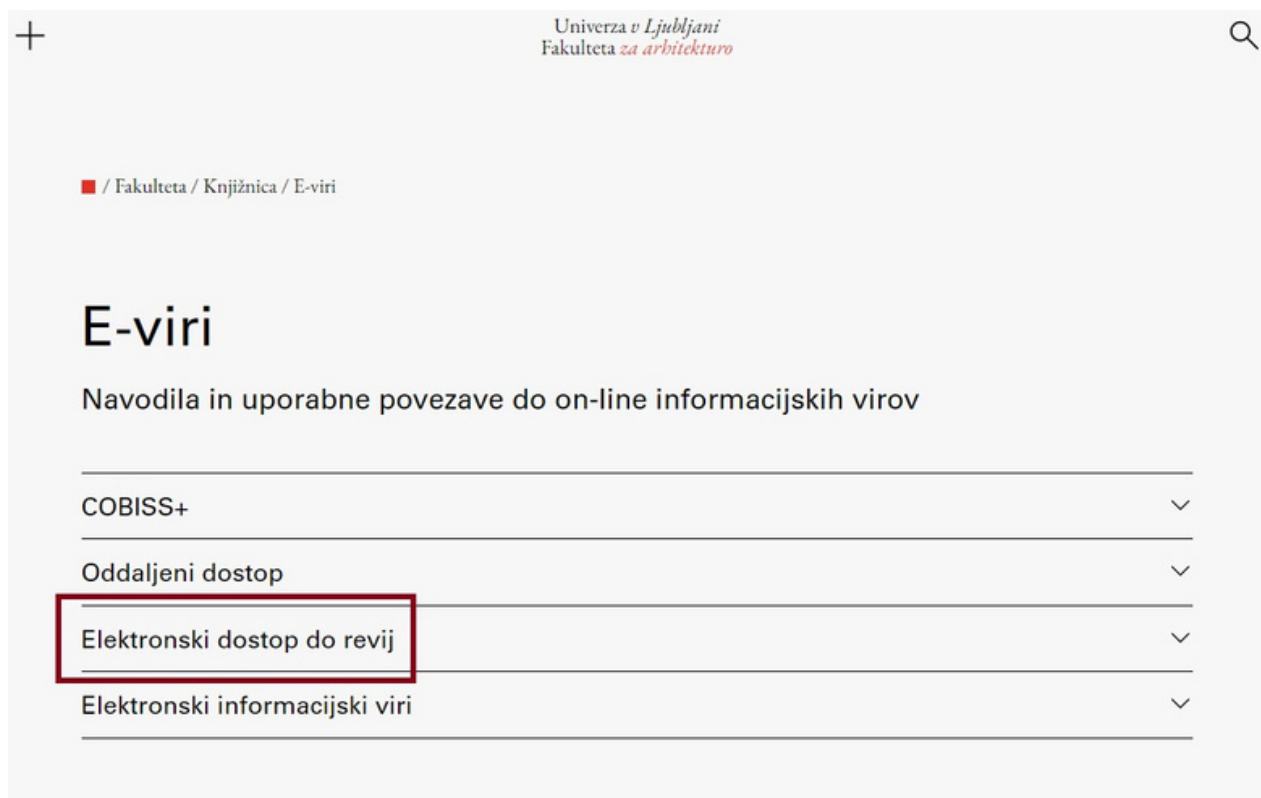 Univerza v Ljubljani
Fakulteta za arhitekturo
/ Fakulteta / Knjižnica / E-viri
E-viri
Navodila in uporabne povezave do on-line informacijskih virov
COBISS+
Oddaljeni dostop
Elektronski dostop do revij
Elektronski informacijski viri